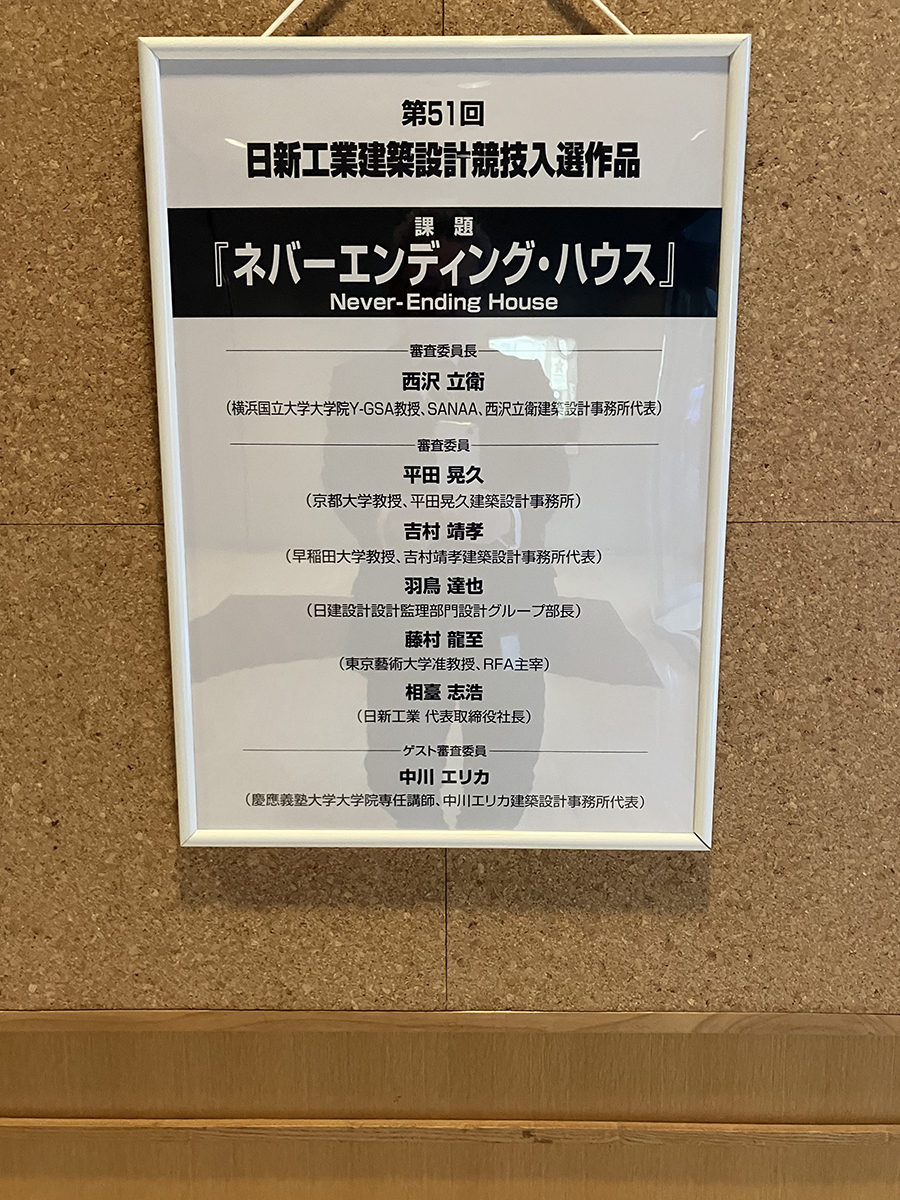 第51回
日新工業建築設計競技入選作品
課 題
『ネバーエンディング・ハウス』
Never-Ending House
審査委員長
西沢 立衛
(横浜国立大学大学院Y-GSA教授、SANAA、西沢立衛建築設計事務所代表)
審査委員
平田 晃久
(京都大学教授、平田晃久建築設計事務所)
吉村 靖孝
(早稲田大学教授、吉村靖孝建築設計事務所代表)
羽鳥 達也
(日建設計設計監理部門設計グループ部長)
藤村 龍至
(東京藝術大学准教授、RFA主宰)
相臺 志浩
(日新工業 代表取締役社長)
ゲスト審査委員
中川 エリカ
(慶應義塾大学大学院専任講師、中川エリカ建築設計事務所代表)